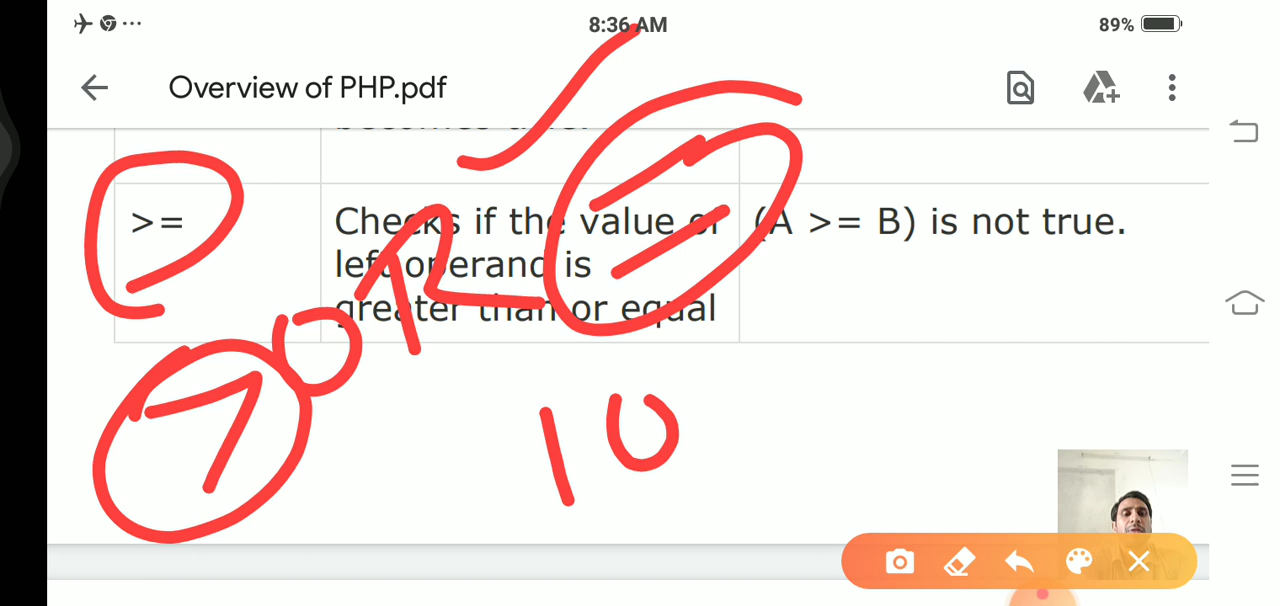 8:36 AM 89%
Overview of PHP.pdf
>= Checks if the value of (A >= B) is not true.
left operand is
greater than or equal
> OR =
10